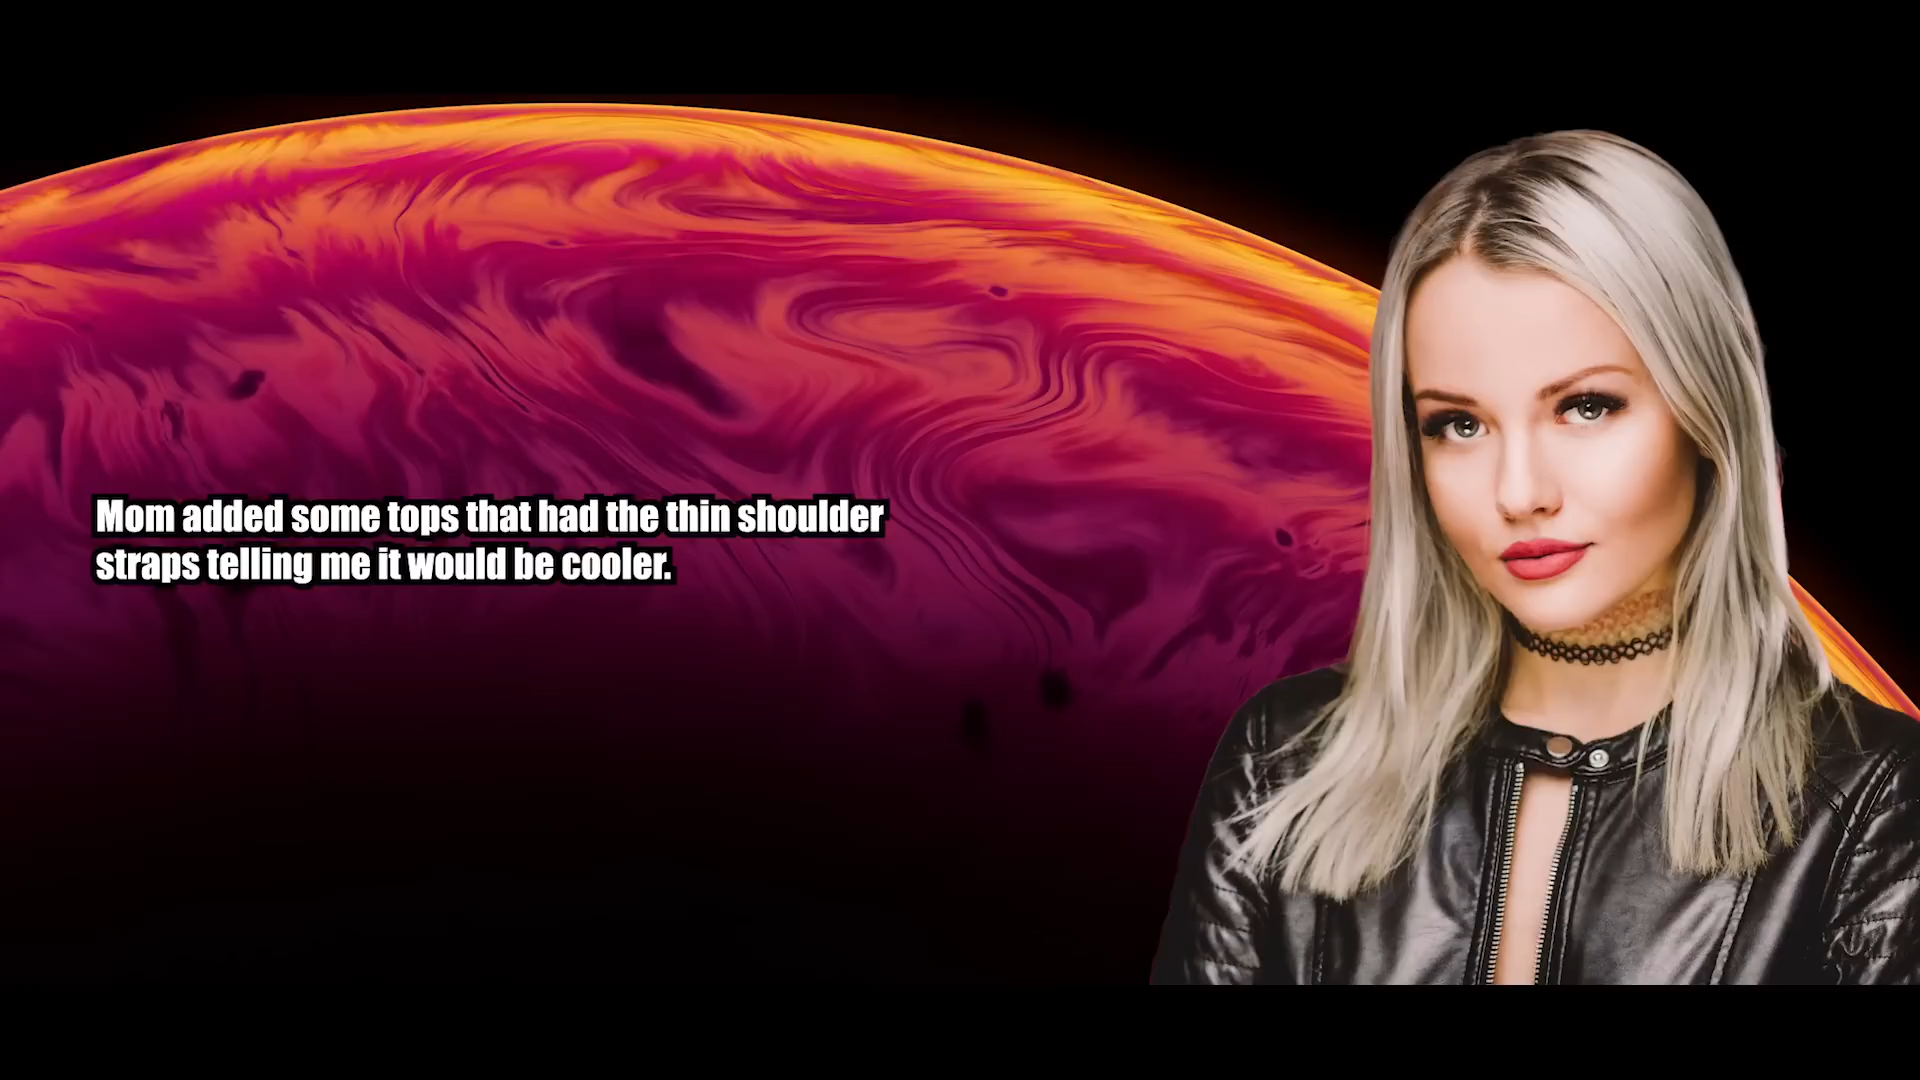 Mom added some tops that had the thin shoulder
straps telling me it would be cooler.